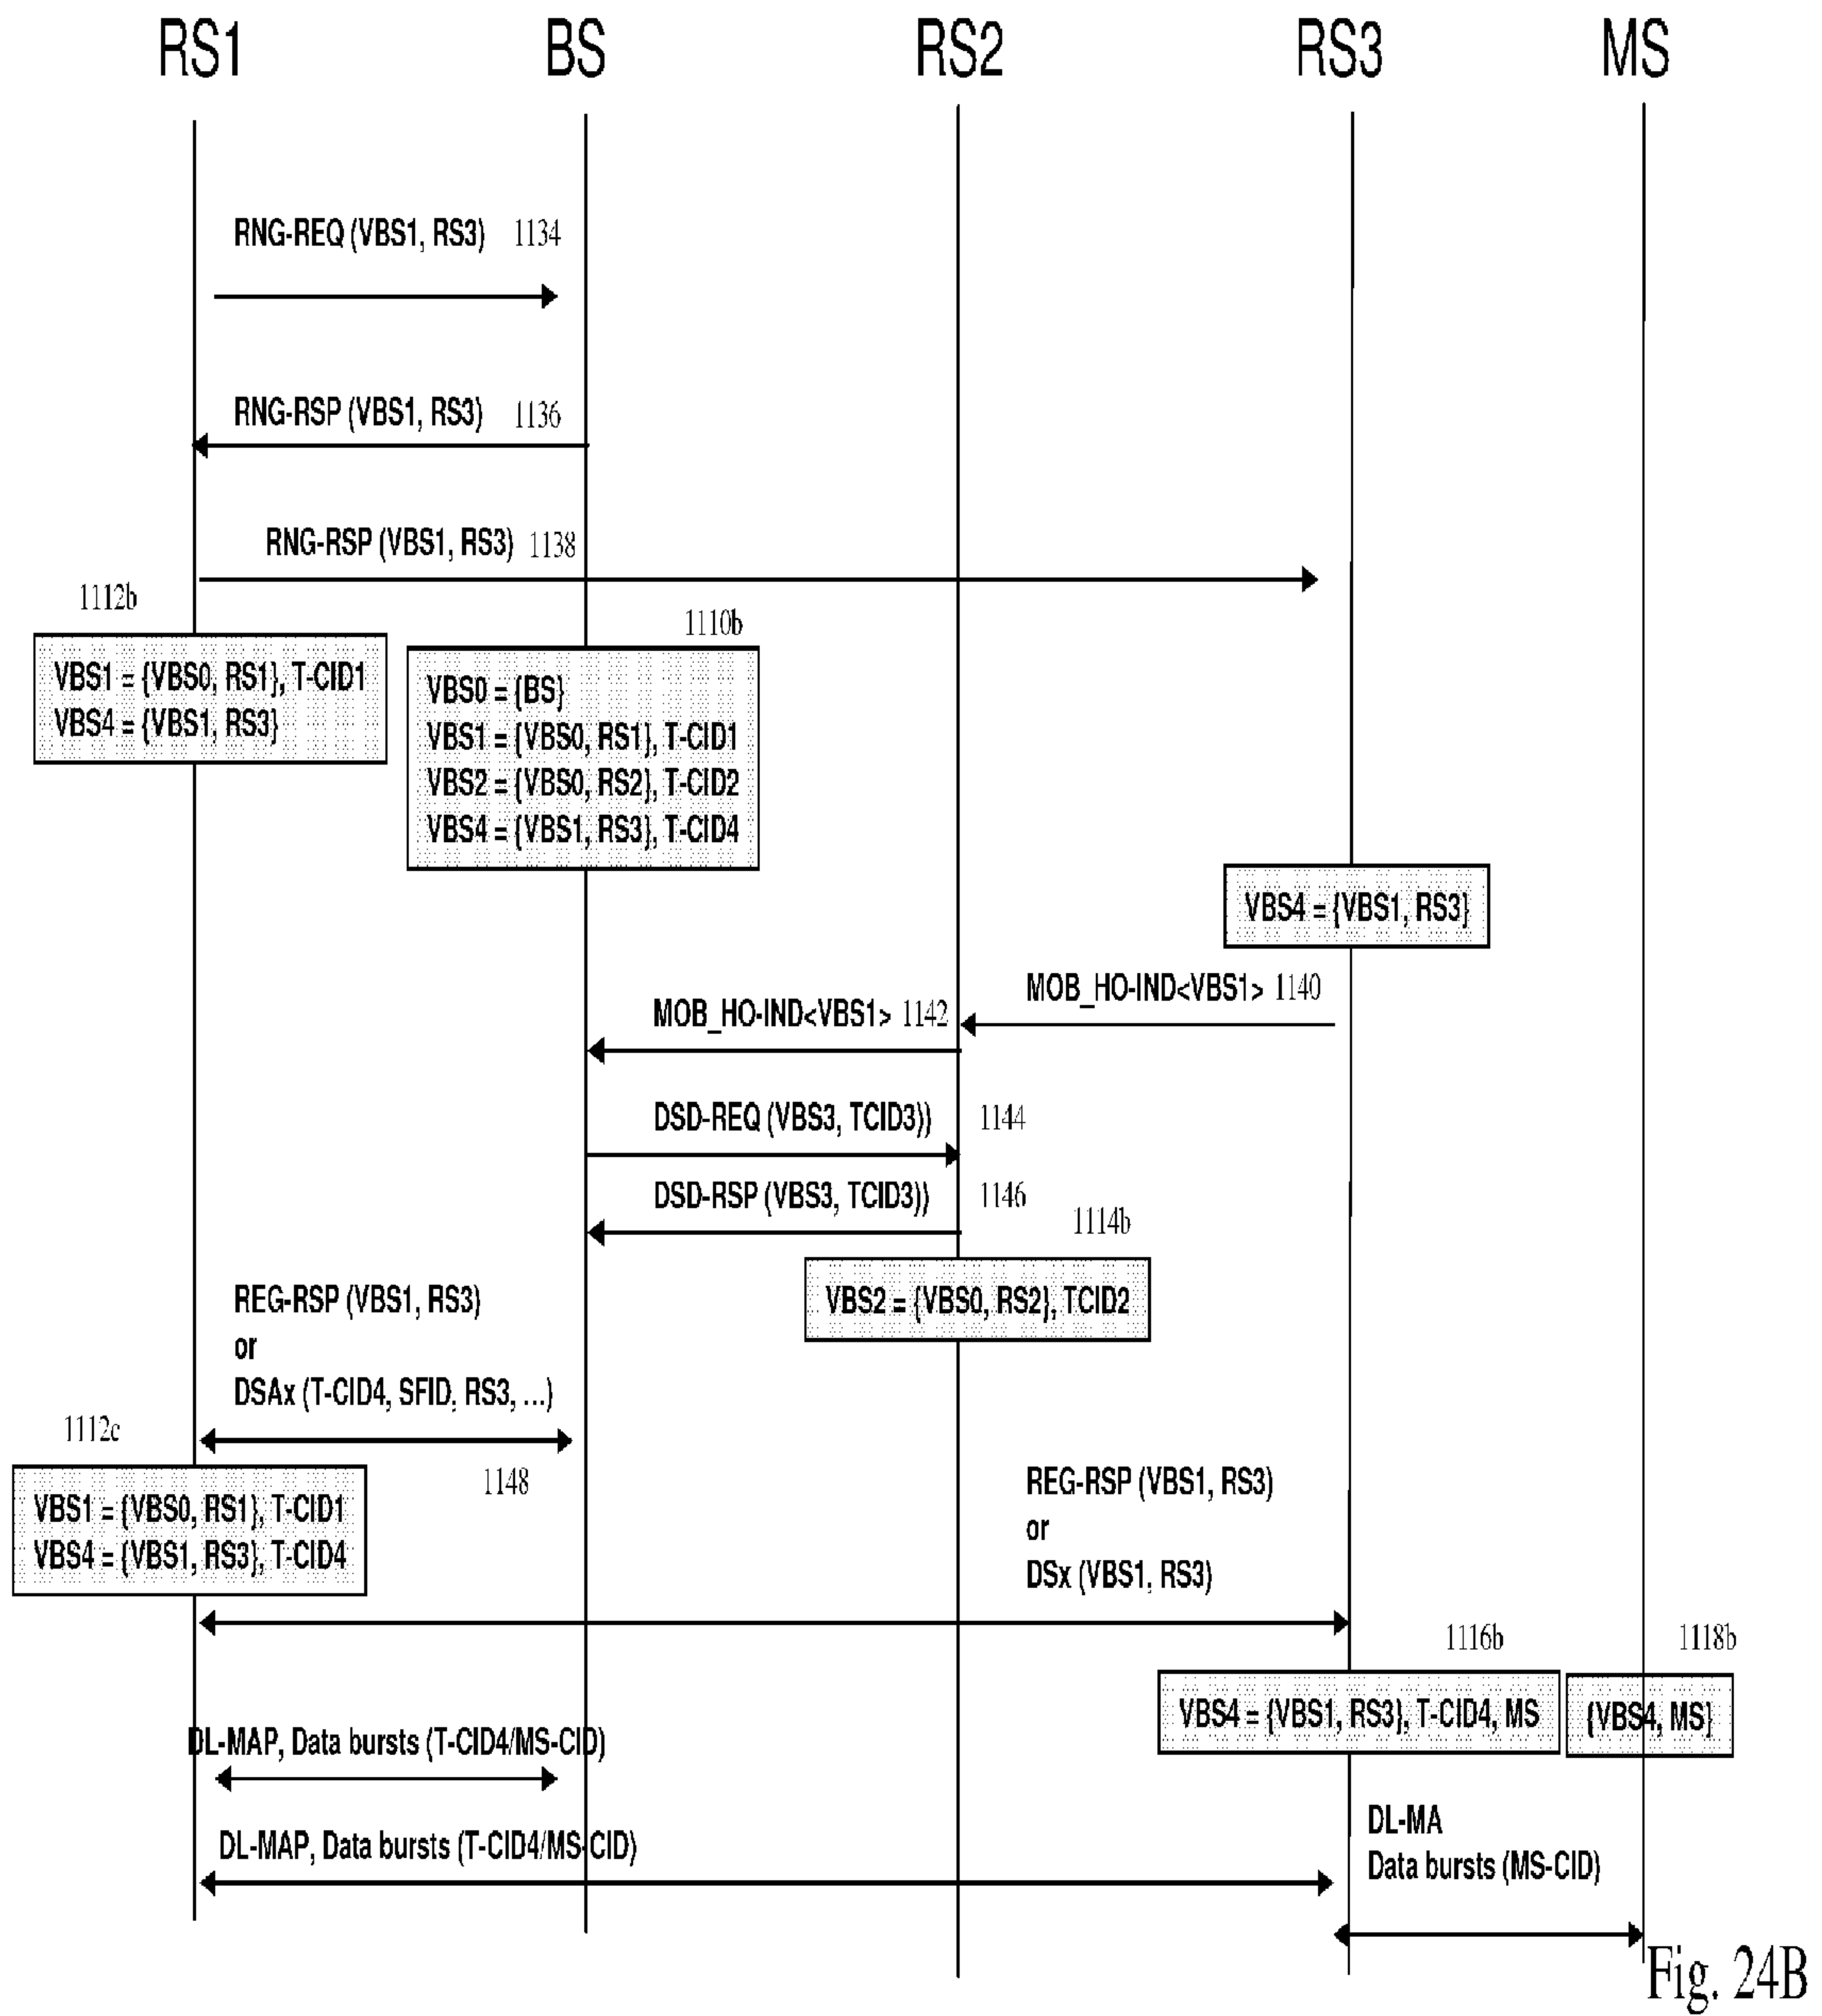 RS1 BS RS2 RS3 MS
RNG-REQ (VBS1, RS3) 1134
RNG-RSP (VBS1, RS3) 1136
RNG-RSP (VBS1, RS3) 1138
1112b
VBS1 = {VBS0, RS1}, T-CID1
VBS4 = {VBS1, RS3}
1110b
VBS0 = {BS}
VBS1 = {VBS0, RS1}, T-CID1
VBS2 = {VBS0, RS2}, T-CID2
VBS4 = {VBS1, RS3}, T-CID4
VBS4 = {VBS1, RS3}
MOB_HO-IND<VBS1> 1140
MOB_HO-IND<VBS1> 1142
DSD-REQ (VBS3, TCID3)) 1144
DSD-RSP (VBS3, TCID3)) 1146
1114b
VBS2 = {VBS0, RS2}, TCID2
REG-RSP (VBS1, RS3)
or
DSAx (T-CID4, SFID, RS3, ...)
1112c
1148
VBS1 = {VBS0, RS1}, T-CID1
VBS4 = {VBS1, RS3}, T-CID4
REG-RSP (VBS1, RS3)
or
DSx (VBS1, RS3)
1116b
VBS4 = {VBS1, RS3}, T-CID4, MS
1118b
{VBS4, MS}
DL-MAP, Data bursts (T-CID4/MS-CID)
DL-MAP, Data bursts (T-CID4/MS-CID)
DL-MA
Data bursts (MS-CID)
Fig. 24B